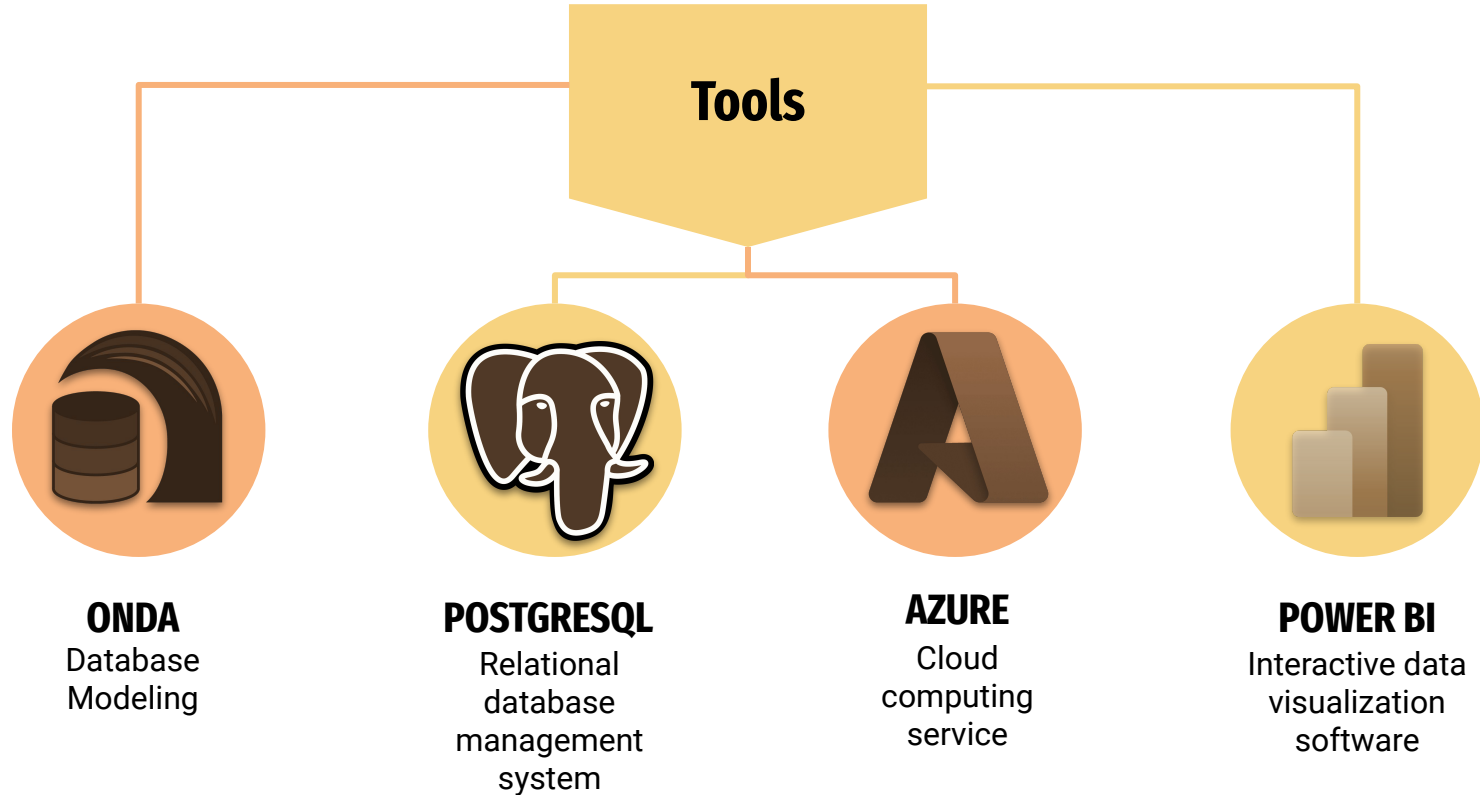 Tools
ONDA
Database
Modeling
POSTGRESQL
Relational
database
management
system
AZURE
Cloud
computing
service
POWER BI
Interactive data
visualization
software